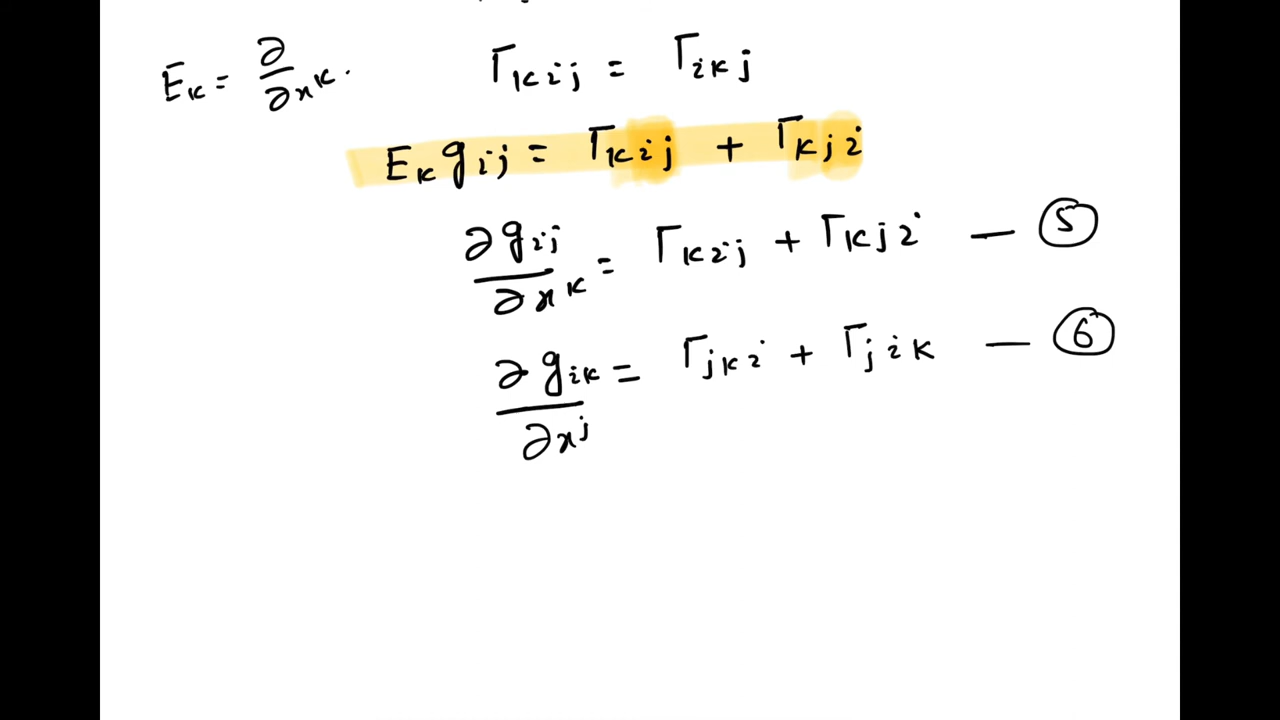 E_k = ∂/∂x^k. Γ_kij = Γ_ikj
E_k g_ij = Γ_kij + Γ_kji
∂g_ij/∂x^k = Γ_kij + Γ_kji — ⑤
∂g_ik/∂x^j = Γ_jki + Γ_jik — ⑥